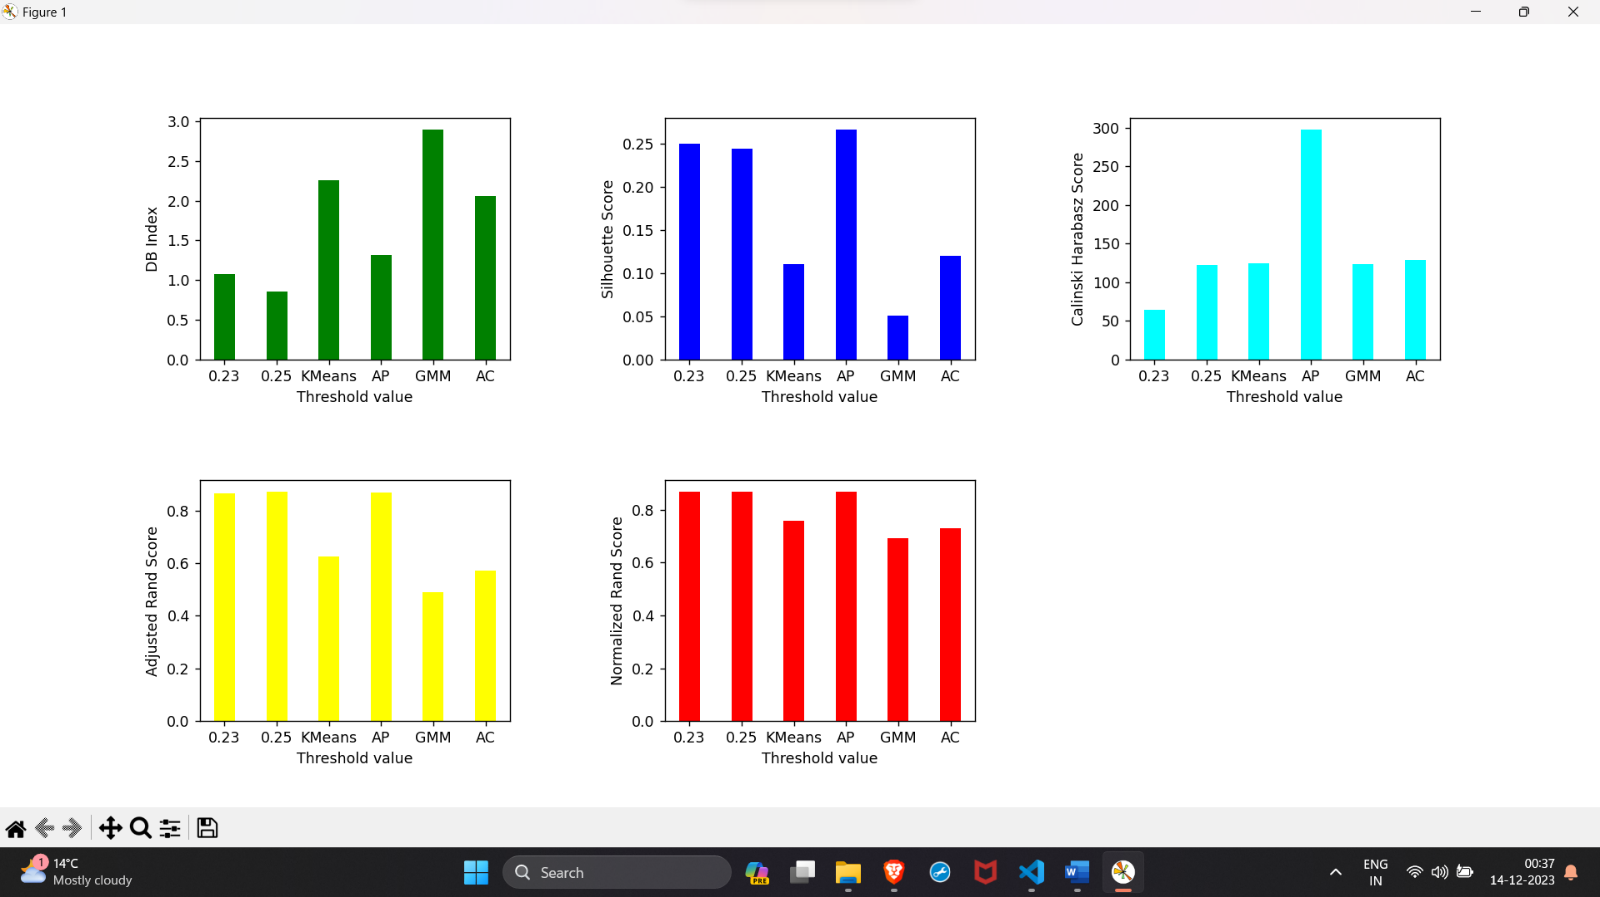 Figure 1
3.0
2.5
2.0
1.5
1.0
0.5
0.0
DB Index
0.23 0.25 KMeans AP GMM AC
Threshold value
0.25
0.20
0.15
0.10
0.05
0.00
Silhouette Score
0.23 0.25 KMeans AP GMM AC
Threshold value
300
250
200
150
100
50
0
Calinski Harabasz Score
0.23 0.25 KMeans AP GMM AC
Threshold value
0.8
0.6
0.4
0.2
0.0
Adjusted Rand Score
0.23 0.25 KMeans AP GMM AC
Threshold value
0.8
0.6
0.4
0.2
0.0
Normalized Rand Score
0.23 0.25 KMeans AP GMM AC
Threshold value
1
14°C
Mostly cloudy
Search
PRE
W
ENG
IN
00:37
14-12-2023